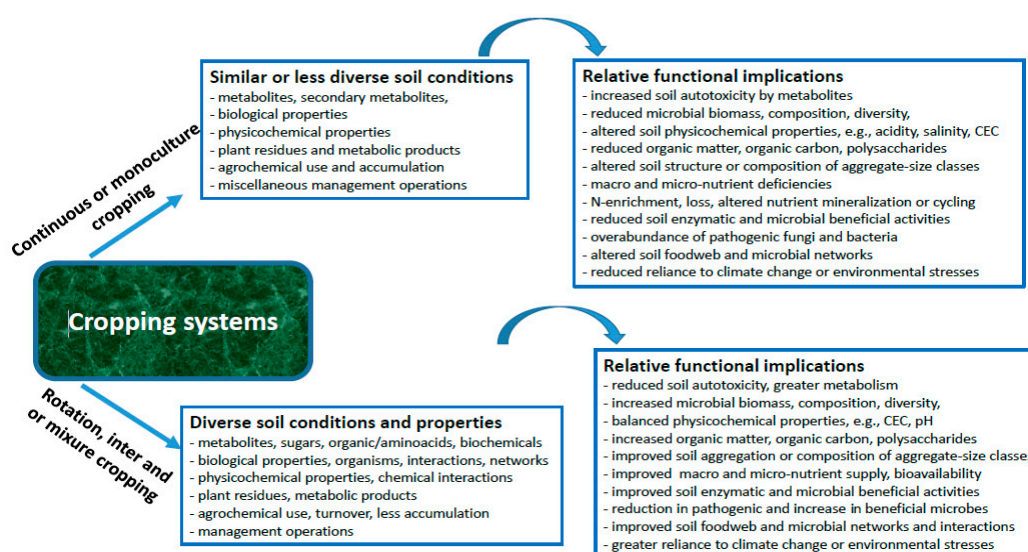 Similar or less diverse soil conditions
- metabolites, secondary metabolites,
- biological properties
- physicochemical properties
- plant residues and metabolic products
- agrochemical use and accumulation
- miscellaneous management operations
Relative functional implications
- increased soil autotoxicity by metabolites
- reduced microbial biomass, composition, diversity,
- altered soil physicochemical properties, e.g., acidity, salinity, CEC
- reduced organic matter, organic carbon, polysaccharides
- altered soil structure or composition of aggregate-size classes
- macro and micro-nutrient deficiencies
- N-enrichment, loss, altered nutrient mineralization or cycling
- reduced soil enzymatic and microbial beneficial activities
- overabundance of pathogenic fungi and bacteria
- altered soil foodweb and microbial networks
- reduced reliance to climate change or environmental stresses
Continuous or monoculture
cropping
Cropping systems
Rotation, inter and
or mixture cropping
Diverse soil conditions and properties
- metabolites, sugars, organic/aminoacids, biochemicals
- biological properties, organisms, interactions, networks
- physicochemical properties, chemical interactions
- plant residues, metabolic products
- agrochemical use, turnover, less accumulation
- management operations
Relative functional implications
- reduced soil autotoxicity, greater metabolism
- increased microbial biomass, composition, diversity,
- balanced physicochemical properties, e.g., CEC, pH
- increased organic matter, organic carbon, polysaccharides
- improved soil aggregation or composition of aggregate-size classes
- improved macro and micro-nutrient supply, bioavailability
- improved soil enzymatic and microbial beneficial activities
- reduction in pathogenic and increase in beneficial microbes
- improved soil foodweb and microbial networks and interactions
- greater reliance to climate change or environmental stresses